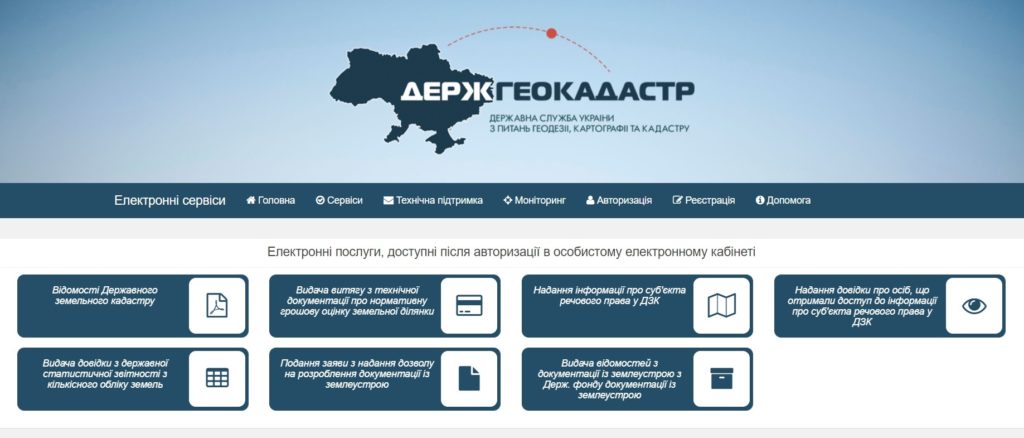 ДЕРЖГЕОКАДАСТР
ДЕРЖАВНА СЛУЖБА УКРАЇНИ
З ПИТАНЬ ГЕОДЕЗІЇ, КАРТОГРАФІЇ ТА КАДАСТРУ
Електронні сервіси Головна Сервіси Технічна підтримка Моніторинг Авторизація Реєстрація Допомога
Електронні послуги, доступні після авторизації в особистому електронному кабінеті
Відомості Державного
земельного кадастру
Видача витягу з технічної
документації про нормативну
грошову оцінку земельної ділянки
Надання інформації про суб'єкта
речового права у ДЗК
Надання довідки про осіб, що
отримали доступ до інформації
про суб'єкта речового права у
ДЗК
Видача довідки з державної
статистичної звітності з
кількісного обліку земель
Подання заяви з надання дозволу
на розроблення документації із
землеустрою
Видача відомостей з
документації із землеустрою з
Держ. фонду документації із
землеустрою